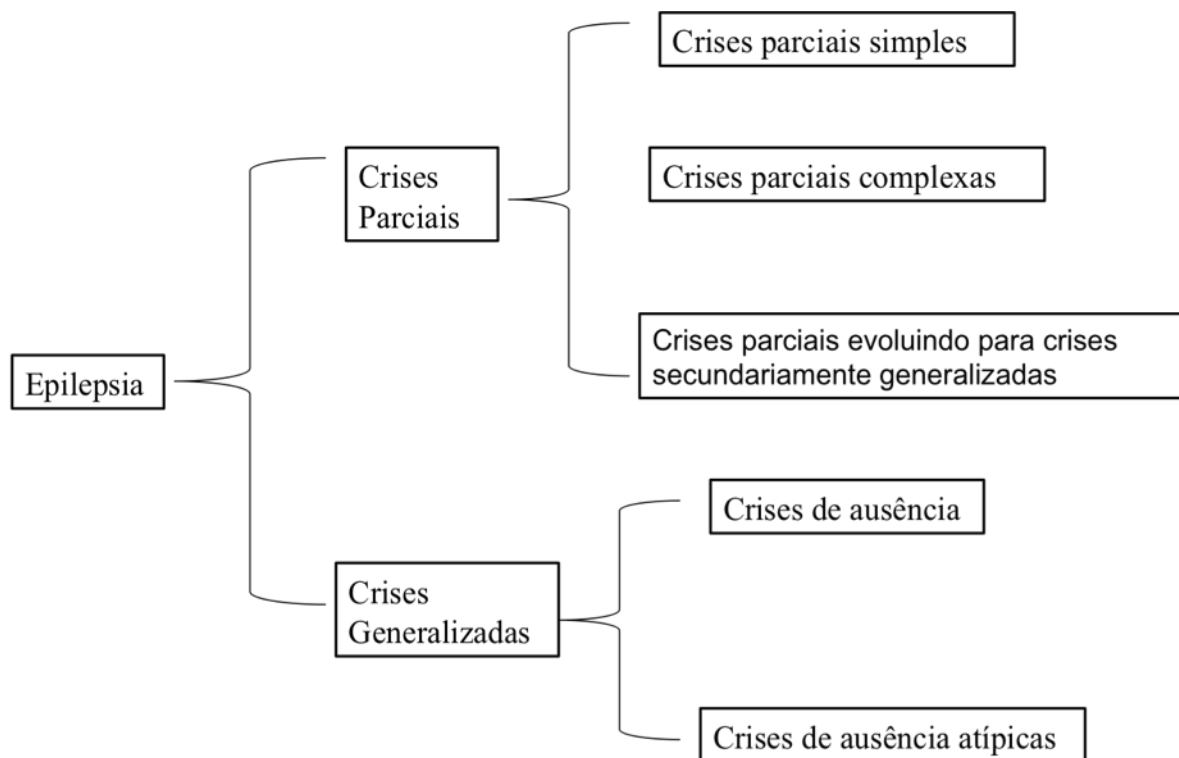 Crises parciais simples
Crises
Parciais
Crises parciais complexas
Crises parciais evoluindo para crises
secundariamente generalizadas
Epilepsia
Crises de ausência
Crises
Generalizadas
Crises de ausência atípicas